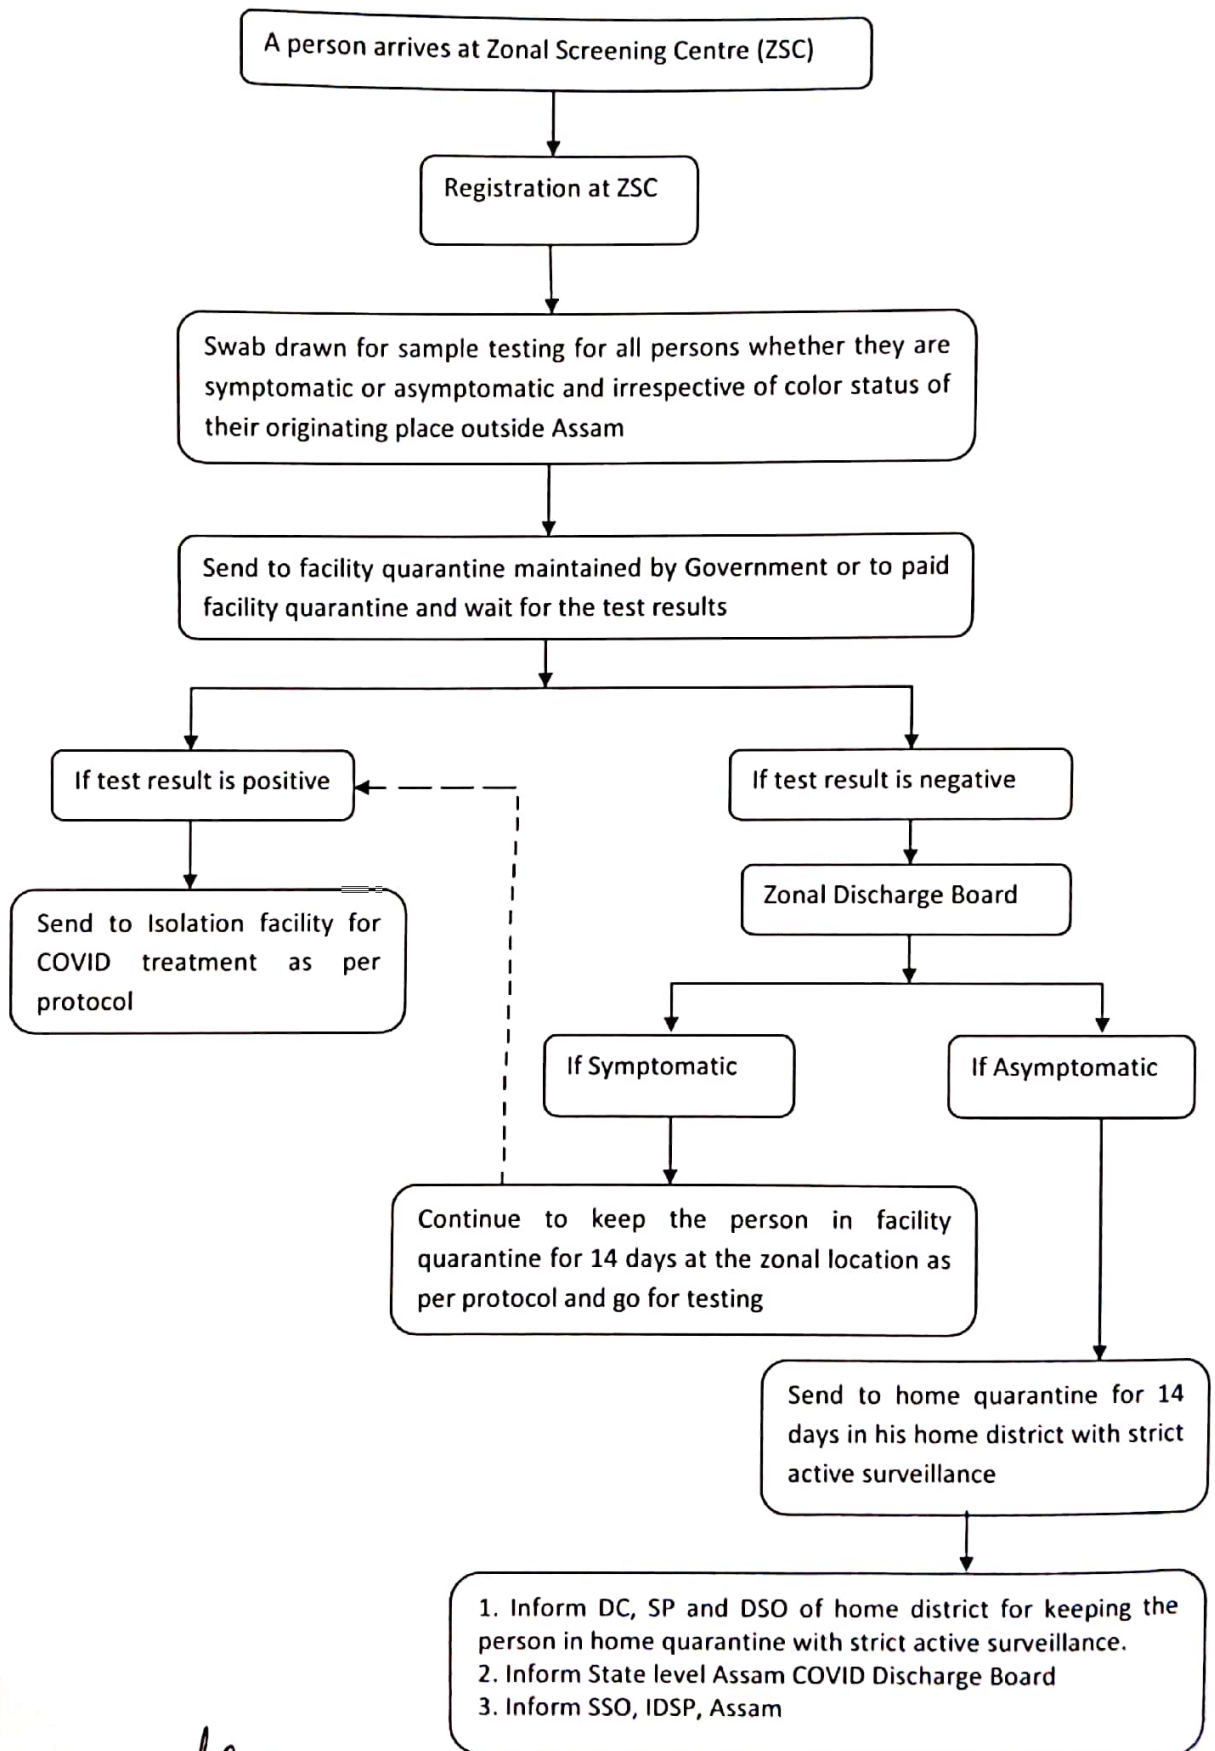 A person arrives at Zonal Screening Centre (ZSC)
Registration at ZSC
Swab drawn for sample testing for all persons whether they are
symptomatic or asymptomatic and irrespective of color status of
their originating place outside Assam
Send to facility quarantine maintained by Government or to paid
facility quarantine and wait for the test results
If test result is positive
If test result is negative
Send to Isolation facility for
COVID treatment as per
protocol
Zonal Discharge Board
If Symptomatic
If Asymptomatic
Continue to keep the person in facility
quarantine for 14 days at the zonal location as
per protocol and go for testing
Send to home quarantine for 14
days in his home district with strict
active surveillance
1. Inform DC, SP and DSO of home district for keeping the
person in home quarantine with strict active surveillance.
2. Inform State level Assam COVID Discharge Board
3. Inform SSO, IDSP, Assam